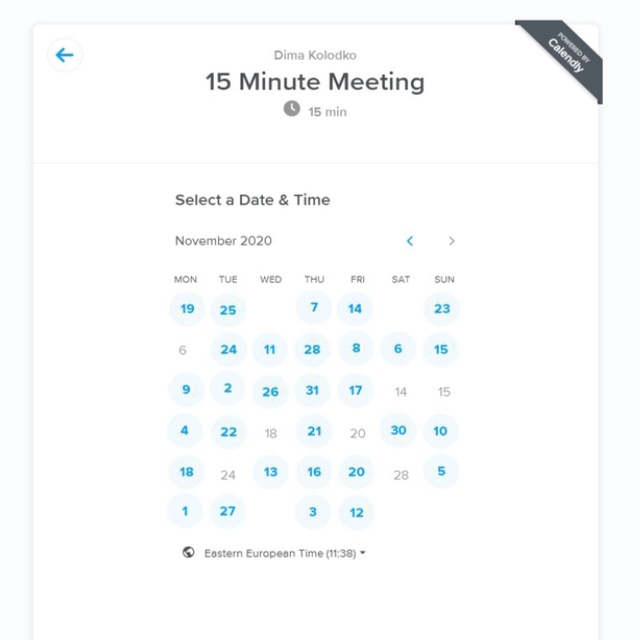 POWERED BY
Calendly
Dima Kolodko
15 Minute Meeting
15 min
Select a Date & Time
November 2020
MON TUE WED THU FRI SAT SUN
19 25 7 14 23
6 24 11 28 8 6 15
9 2 26 31 17 14 15
4 22 18 21 20 30 10
18 24 13 16 20 28 5
1 27 3 12
Eastern European Time (11:38)